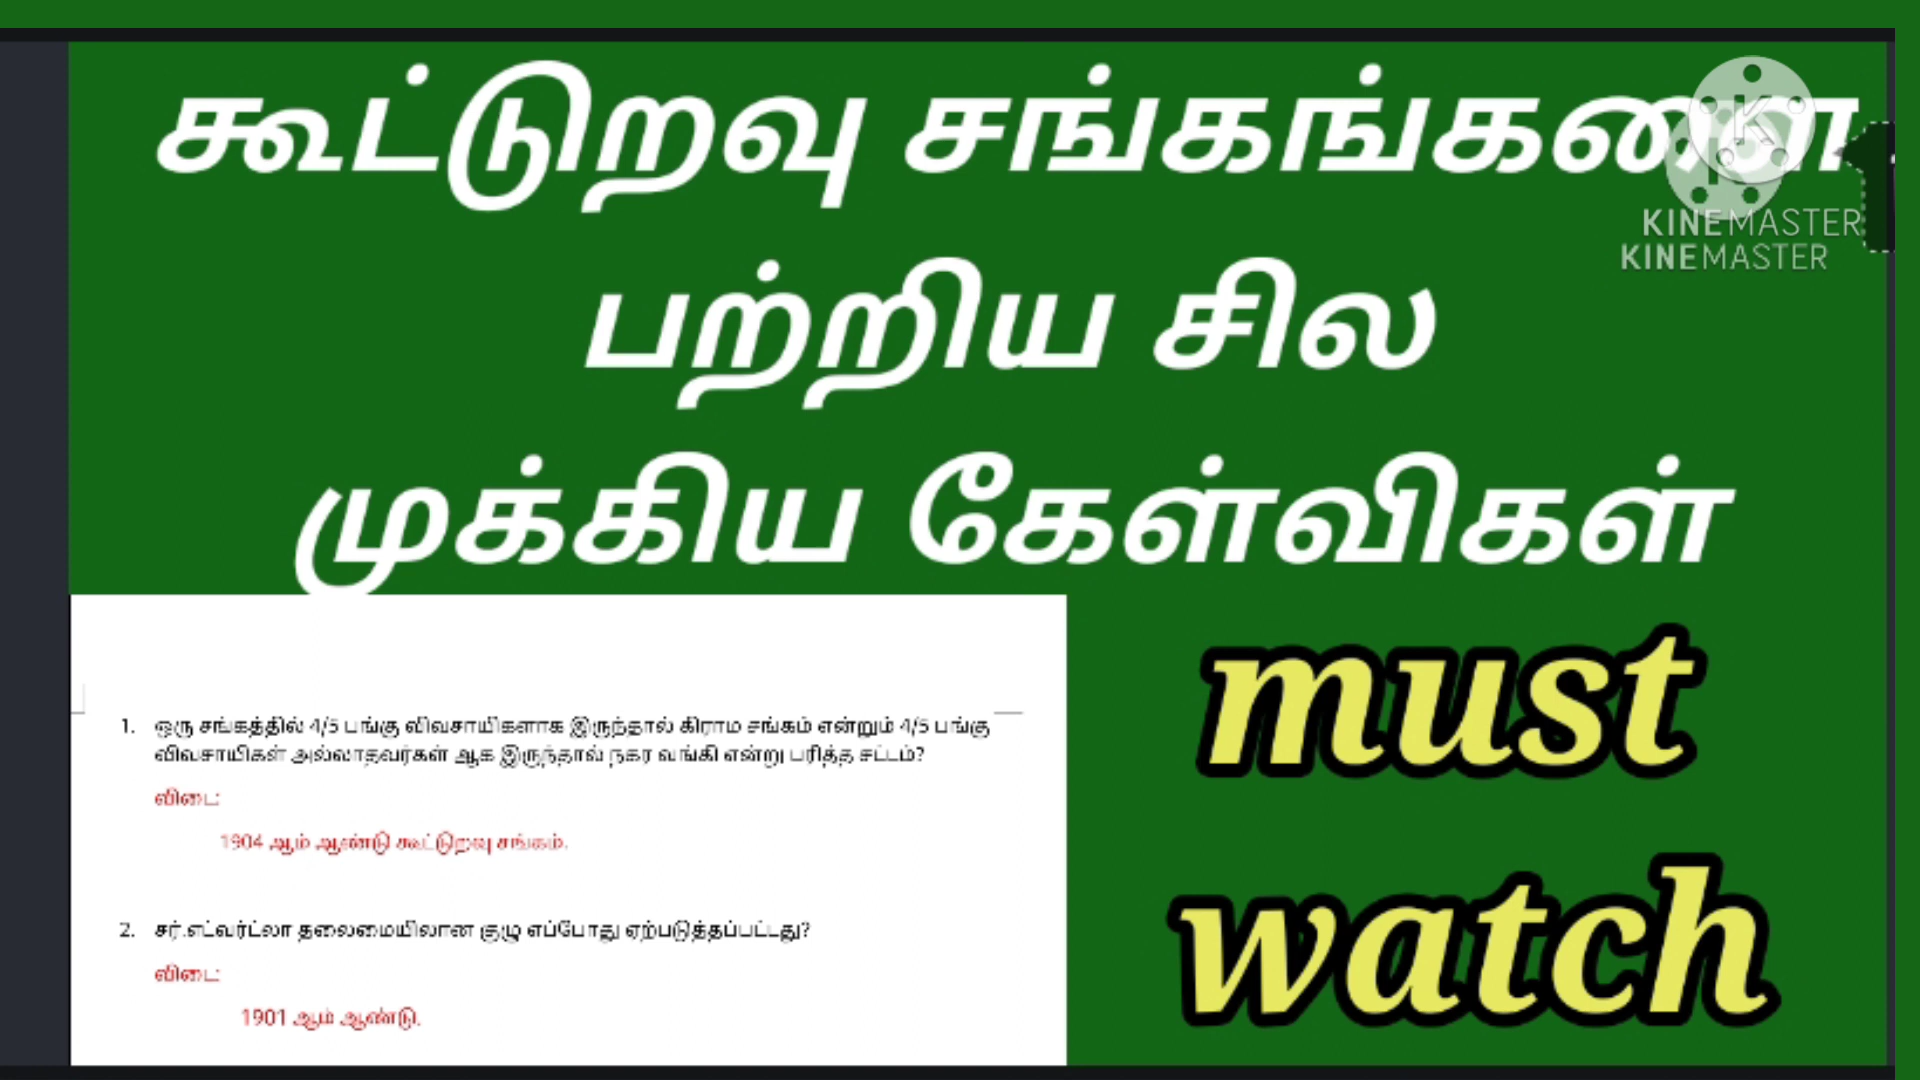 கூட்டுறவு சங்கங்களை
KINEMASTER
KINEMASTER
பற்றிய சில
முக்கிய கேள்விகள்
must
watch
1. ஒரு சங்கத்தில் 4/5 பங்கு விவசாயிகளாக இருந்தால் கிராம சங்கம் என்றும் 4/5 பங்கு
விவசாயிகள் அல்லாதவர்கள் ஆக இருந்தால் நகர வங்கி என்று பரித்த சட்டம்?
விடை:
1904 ஆம் ஆண்டு கூட்டுறவு சங்கம்.
2. சர்.எட்வர்ட்லா தலைமையிலான குழு எப்போது ஏற்படுத்தப்பட்டது?
விடை:
1901 ஆம் ஆண்டு.